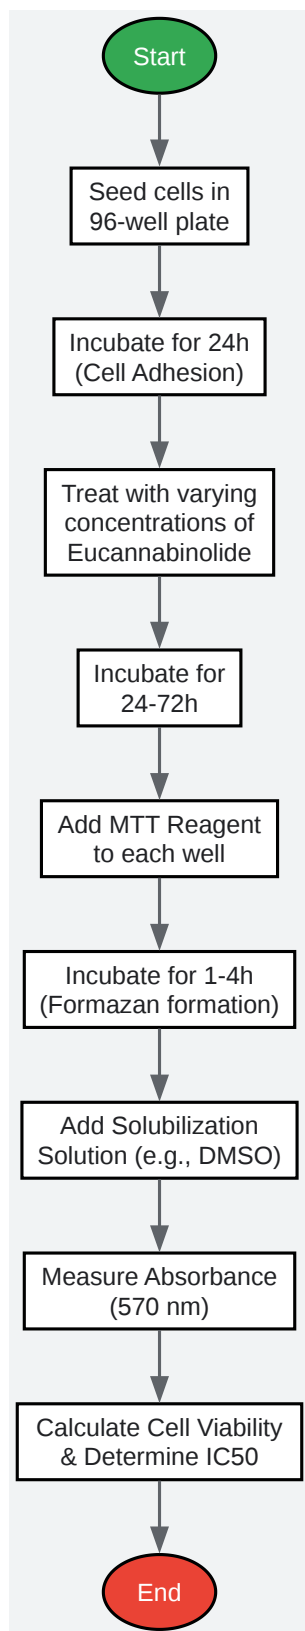 Start
Seed cells in
96-well plate
Incubate for 24h
(Cell Adhesion)
Treat with varying
concentrations of
Eucannabinolide
Incubate for
24-72h
Add MTT Reagent
to each well
Incubate for 1-4h
(Formazan formation)
Add Solubilization
Solution (e.g., DMSO)
Measure Absorbance
(570 nm)
Calculate Cell Viability
& Determine IC50
End